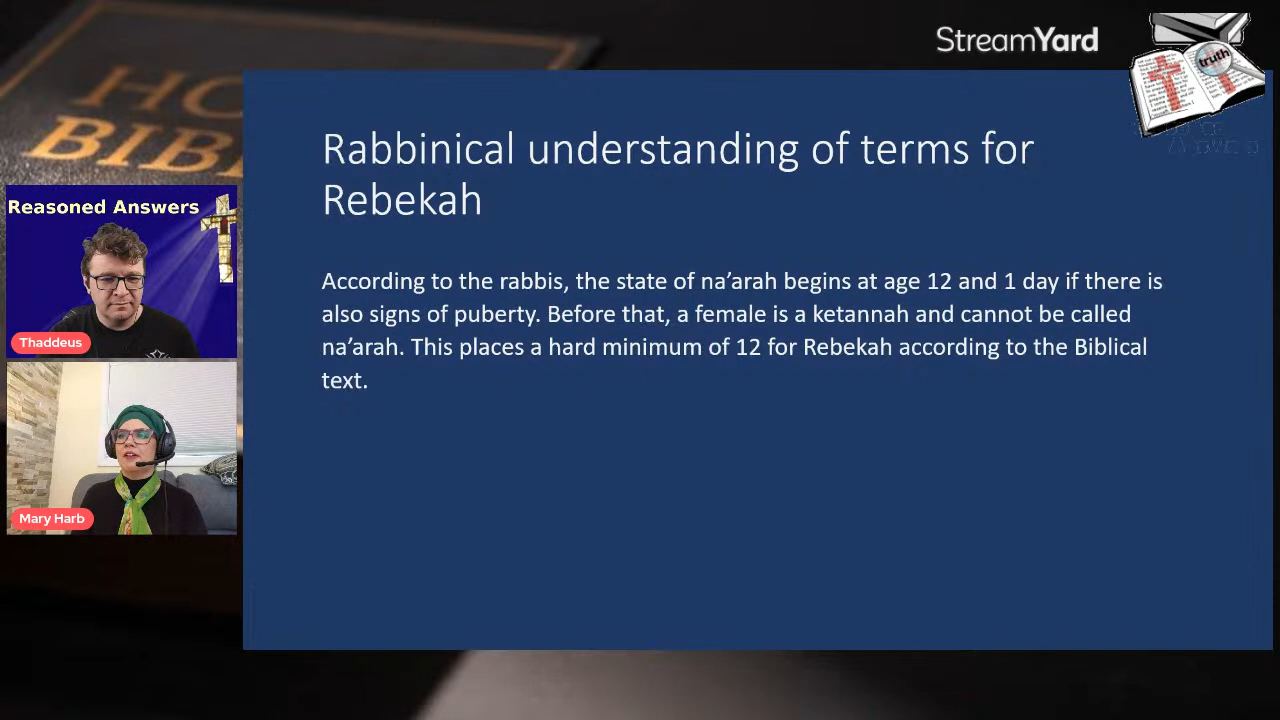 HO
BIB
StreamYard
truth
Rabbinical understanding of terms for
Rebekah
According to the rabbis, the state of na’arah begins at age 12 and 1 day if there is
also signs of puberty. Before that, a female is a ketannah and cannot be called
na’arah. This places a hard minimum of 12 for Rebekah according to the Biblical
text.
Reasoned Answers
Thaddeus
Mary Harb